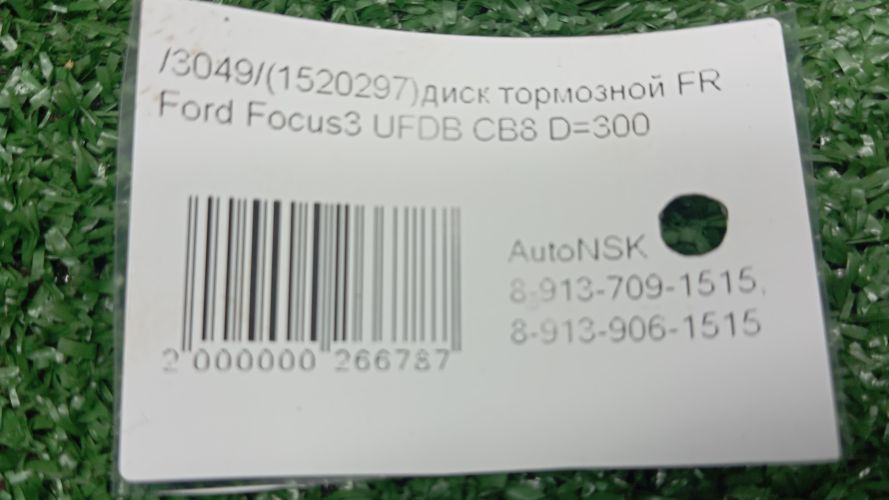 /3049/(1520297)диск тормозной FR
Ford Focus3 UFDB CB8 D=300
AutoNSK
8-913-709-1515,
8-913-906-1515
2 000000 266787